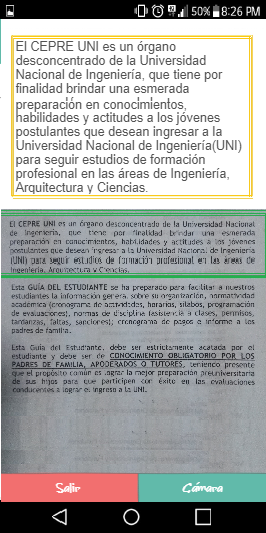 50% 8:26 PM
El CEPRE UNI es un órgano
desconcentrado de la Universidad
Nacional de Ingeniería, que tiene por
finalidad brindar una esmerada
preparación en conocimientos,
habilidades y actitudes a los jóvenes
postulantes que desean ingresar a la
Universidad Nacional de Ingeniería(UNI)
para seguir estudios de formación
profesional en las áreas de Ingeniería,
Arquitectura y Ciencias.
El CEPRE UNI es un órgano desconcentrado de la Universidad Nacional
de Ingeniería, que tiene por finalidad brindar una esmerada
preparación en conocimientos, habilidades y actitudes a los jóvenes
postulantes que desean ingresar a la Universidad Nacional de Ingeniería
(UNI) para seguir estudios de formación profesional en las áreas de
Ingeniería, Arquitectura y Ciencias.
Esta GUÍA DEL ESTUDIANTE se ha preparado para facilitar a nuestros
estudiantes la información general sobre su organización, normatividad
académica (cronograma de actividades, horarios, sílabos, programación
de evaluaciones), normas de disciplina (asistencia a clases, permisos,
tardanzas, faltas, sanciones); cronograma de pagos e informe a los
padres de familia.
Esta Guía del Estudiante, debe ser estrictamente acatada por el
estudiante y debe ser de CONOCIMIENTO OBLIGATORIO POR LOS
PADRES DE FAMILIA, APODERADOS O TUTORES, teniendo presente
que el propósito común es lograr la mejor preparación preuniversitaria
de sus hijos para que participen con éxito en las evaluaciones
conducentes a lograr el ingreso a la UNI.
Salir Cámara